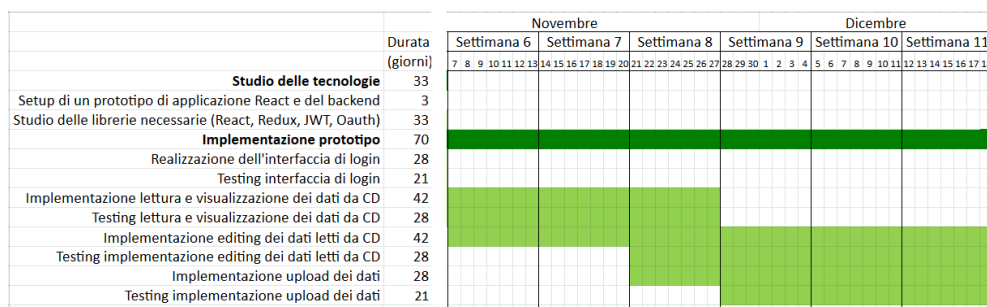 Novembre Dicembre
Durata Settimana 6 Settimana 7 Settimana 8 Settimana 9 Settimana 10 Settimana 11
(giorni) 7 8 9 10 11 12 13 14 15 16 17 18 19 20 21 22 23 24 25 26 27 28 29 30 1 2 3 4 5 6 7 8 9 10 11 12 13 14 15 16 17
Studio delle tecnologie 33
Setup di un prototipo di applicazione React e del backend 3
Studio delle librerie necessarie (React, Redux, JWT, Oauth) 33
Implementazione prototipo 70
Realizzazione dell'interfaccia di login 28
Testing interfaccia di login 21
Implementazione lettura e visualizzazione dei dati da CD 42
Testing lettura e visualizzazione dei dati da CD 28
Implementazione editing dei dati letti da CD 42
Testing implementazione editing dei dati letti da CD 28
Implementazione upload dei dati 28
Testing implementazione upload dei dati 21